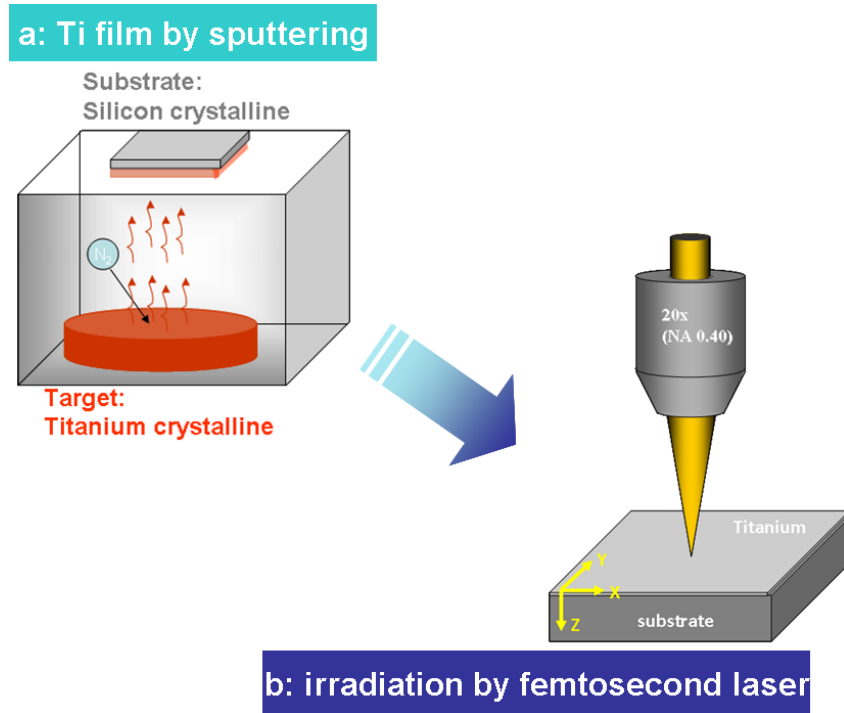 a: Ti film by sputtering
Substrate:
Silicon crystalline
N₂
Target:
Titanium crystalline
20x
(NA 0.40)
Titanium
Y
X
Z
substrate
b: irradiation by femtosecond laser